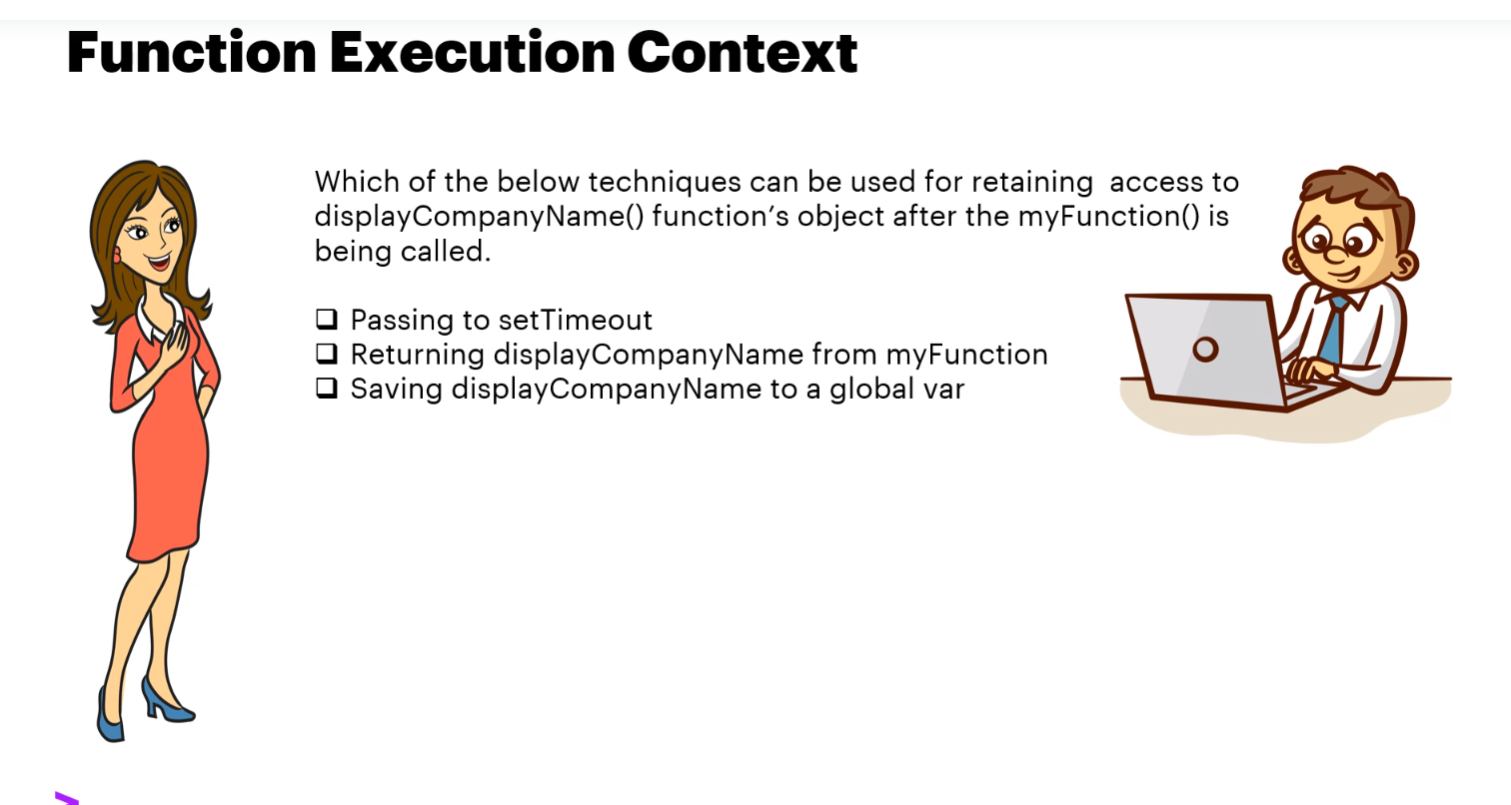 Function Execution Context
Which of the below techniques can be used for retaining access to
displayCompanyName() function’s object after the myFunction() is
being called.
❑ Passing to setTimeout
❑ Returning displayCompanyName from myFunction
❑ Saving displayCompanyName to a global var